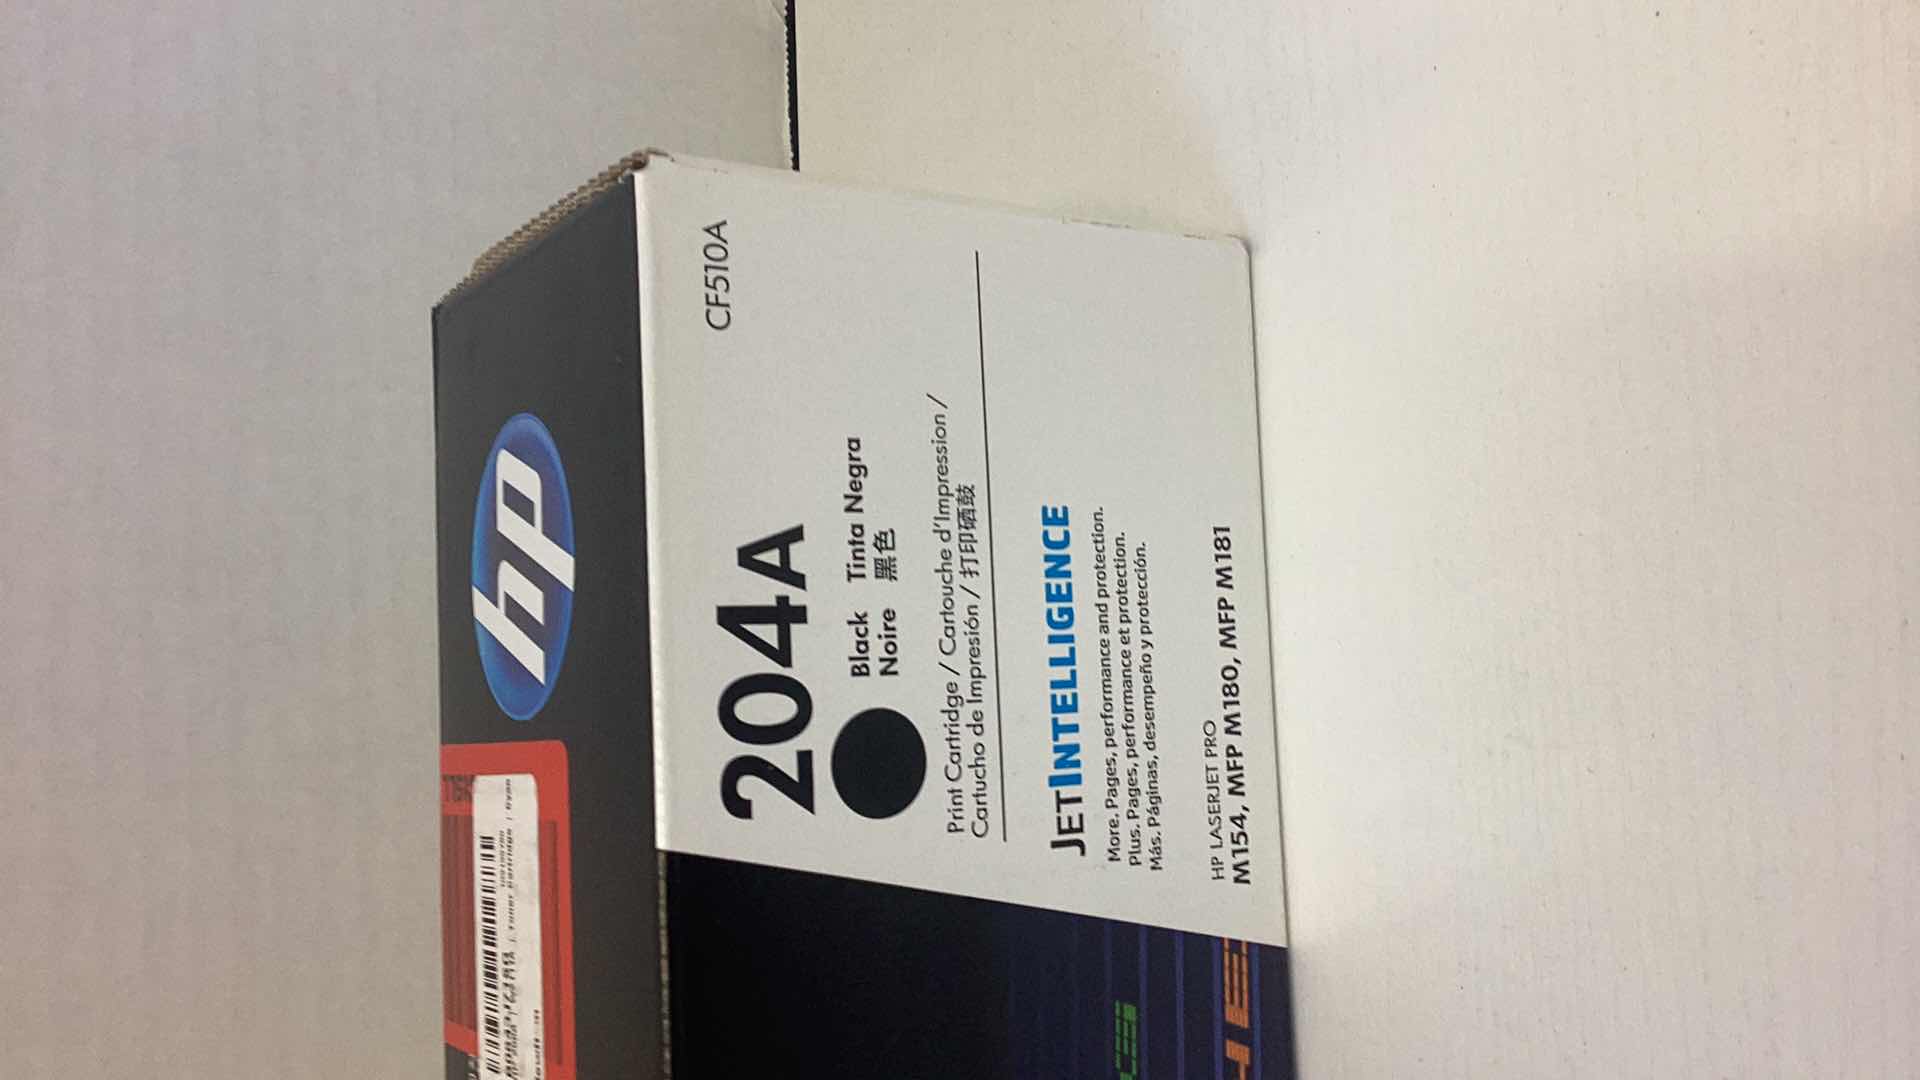 hp
CF510A
204A
Black Tinta Negra
Noire 黑色
Print Cartridge / Cartouche d'Impression /
Cartucho de Impresión / 打印硒鼓
JETINTELLIGENCE
More. Pages, performance and protection.
Plus. Pages, performance et protection.
Más. Páginas, desempeño y protección.
HP LASERJET PRO
M154, MFP M180, MFP M181